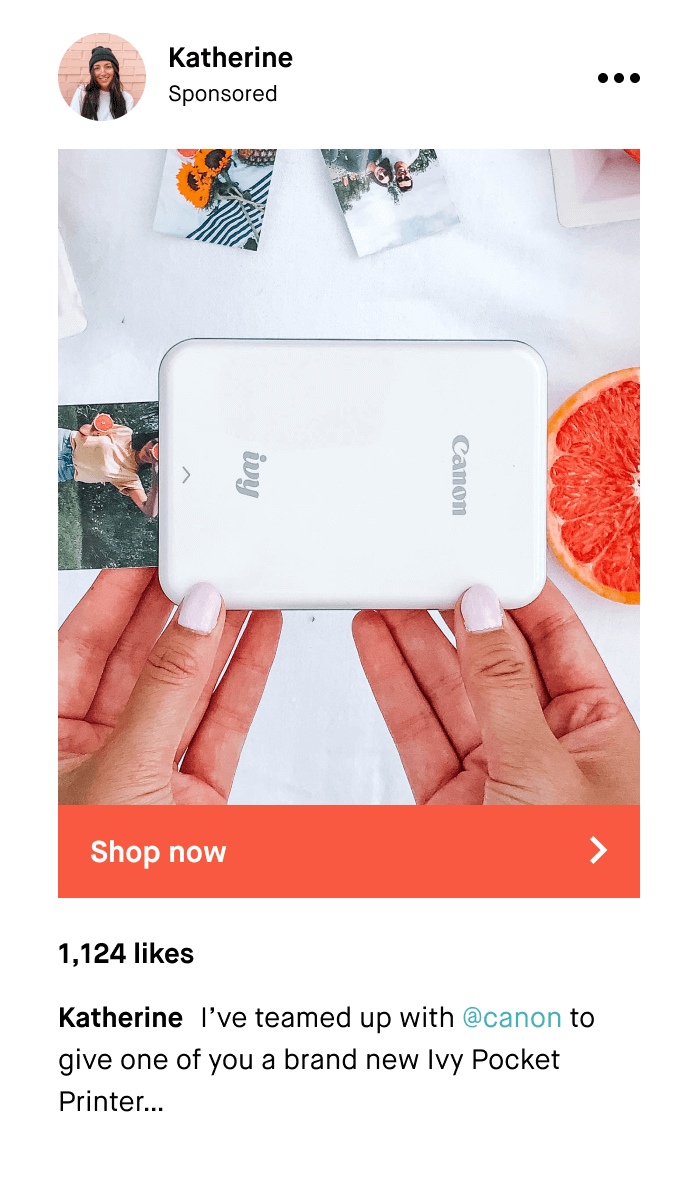 Katherine
Sponsored
ivy
Canon
Shop now
1,124 likes
Katherine I’ve teamed up with @canon to
give one of you a brand new Ivy Pocket
Printer...